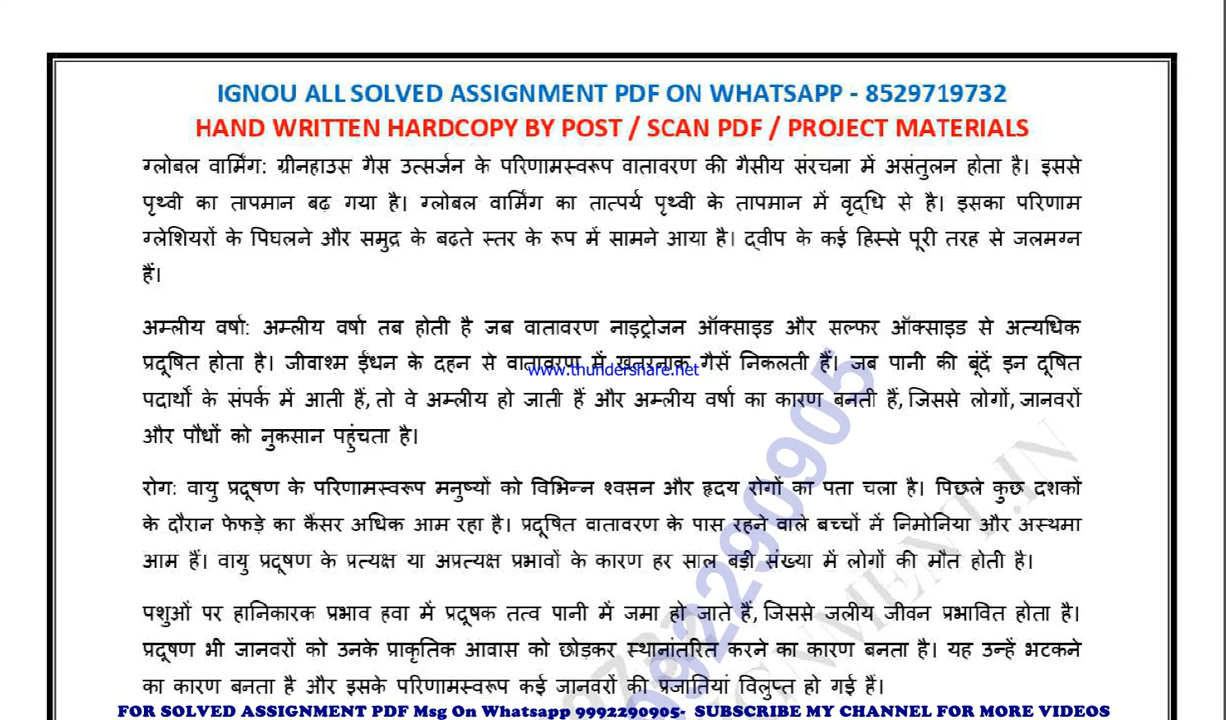 IGNOU ALL SOLVED ASSIGNMENT PDF ON WHATSAPP - 8529719732
HAND WRITTEN HARDCOPY BY POST / SCAN PDF / PROJECT MATERIALS
ग्लोबल वार्मिंग: ग्रीनहाउस गैस उत्सर्जन के परिणामस्वरूप वातावरण की गैसीय संरचना में असंतुलन होता है। इससे
पृथ्वी का तापमान बढ़ गया है। ग्लोबल वार्मिंग का तात्पर्य पृथ्वी के तापमान में वृद्धि से है। इसका परिणाम
ग्लेशियरों के पिघलने और समुद्र के बढ़ते स्तर के रूप में सामने आया है। द्वीप के कई हिस्से पूरी तरह से जलमग्न
हैं।
अम्लीय वर्षा: अम्लीय वर्षा तब होती है जब वातावरण नाइट्रोजन ऑक्साइड और सल्फर ऑक्साइड से अत्यधिक
प्रदूषित होता है। जीवाश्म ईंधन के दहन से वातावरण में खतरनाक गैसें निकलती हैं। जब पानी की बूंदें इन दूषित
www.thundershare.net
पदार्थों के संपर्क में आती हैं, तो वे अम्लीय हो जाती हैं और अम्लीय वर्षा का कारण बनती हैं, जिससे लोगों, जानवरों
और पौधों को नुकसान पहुंचता है।
रोग: वायु प्रदूषण के परिणामस्वरूप मनुष्यों को विभिन्न श्वसन और हृदय रोगों का पता चला है। पिछले कुछ दशकों
के दौरान फेफड़े का कैंसर अधिक आम रहा है। प्रदूषित वातावरण के पास रहने वाले बच्चों में निमोनिया और अस्थमा
आम हैं। वायु प्रदूषण के प्रत्यक्ष या अप्रत्यक्ष प्रभावों के कारण हर साल बड़ी संख्या में लोगों की मौत होती है।
पशुओं पर हानिकारक प्रभाव हवा में प्रदूषक तत्व पानी में जमा हो जाते हैं, जिससे जलीय जीवन प्रभावित होता है।
प्रदूषण भी जानवरों को उनके प्राकृतिक आवास को छोड़कर स्थानांतरित करने का कारण बनता है। यह उन्हें भटकने
का कारण बनता है और इसके परिणामस्वरूप कई जानवरों की प्रजातियां विलुप्त हो गई हैं।
FOR SOLVED ASSIGNMENT PDF Msg On Whatsapp 9992290905- SUBSCRIBE MY CHANNEL FOR MORE VIDEOS